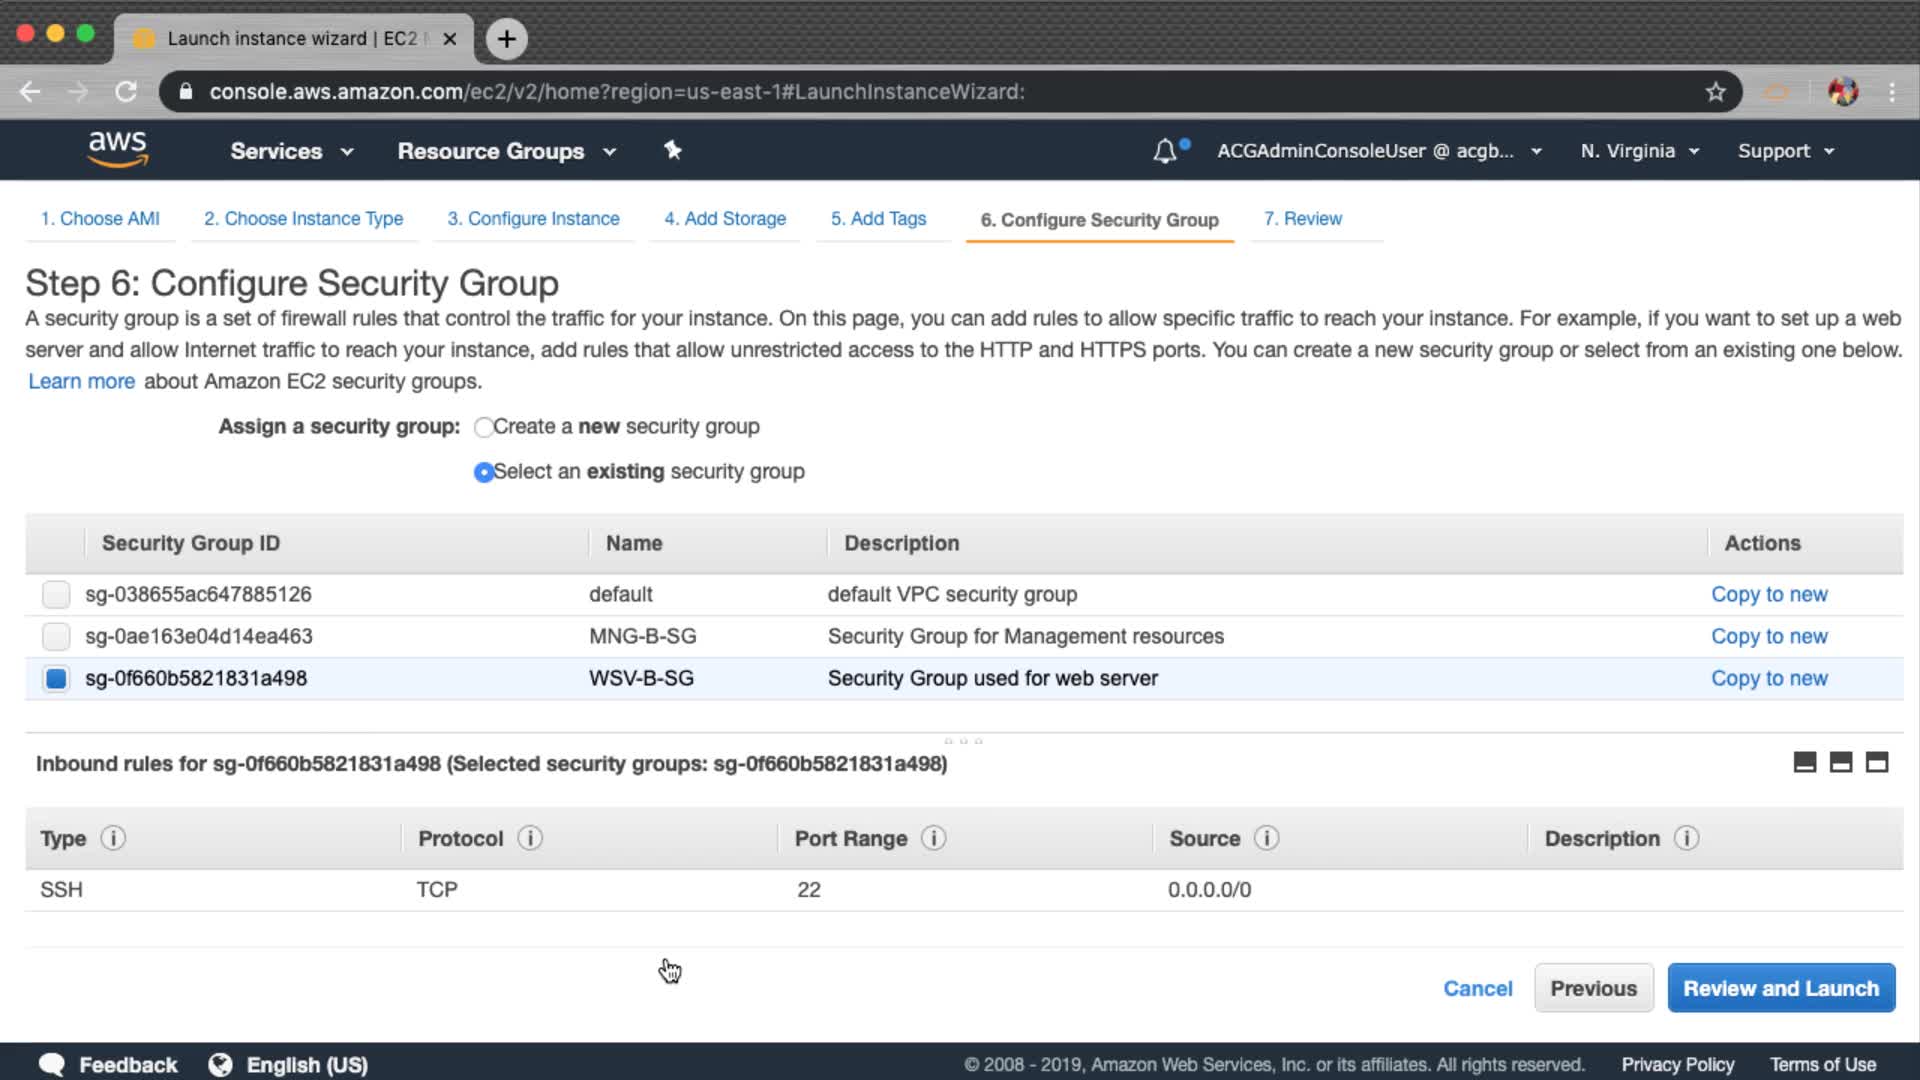 Launch instance wizard | EC2
console.aws.amazon.com/ec2/v2/home?region=us-east-1#LaunchInstanceWizard:
aws Services Resource Groups ACGAdminConsoleUser @ acgb... N. Virginia Support
1. Choose AMI 2. Choose Instance Type 3. Configure Instance 4. Add Storage 5. Add Tags 6. Configure Security Group 7. Review
Step 6: Configure Security Group
A security group is a set of firewall rules that control the traffic for your instance. On this page, you can add rules to allow specific traffic to reach your instance. For example, if you want to set up a web
server and allow Internet traffic to reach your instance, add rules that allow unrestricted access to the HTTP and HTTPS ports. You can create a new security group or select from an existing one below.
Learn more about Amazon EC2 security groups.
Assign a security group: Create a new security group
Select an existing security group
Security Group ID Name Description Actions
sg-038655ac647885126 default default VPC security group Copy to new
sg-0ae163e04d14ea463 MNG-B-SG Security Group for Management resources Copy to new
sg-0f660b5821831a498 WSV-B-SG Security Group used for web server Copy to new
Inbound rules for sg-0f660b5821831a498 (Selected security groups: sg-0f660b5821831a498)
Type i Protocol i Port Range i Source i Description i
SSH TCP 22 0.0.0.0/0
Cancel Previous Review and Launch
Feedback English (US) © 2008 - 2019, Amazon Web Services, Inc. or its affiliates. All rights reserved. Privacy Policy Terms of Use